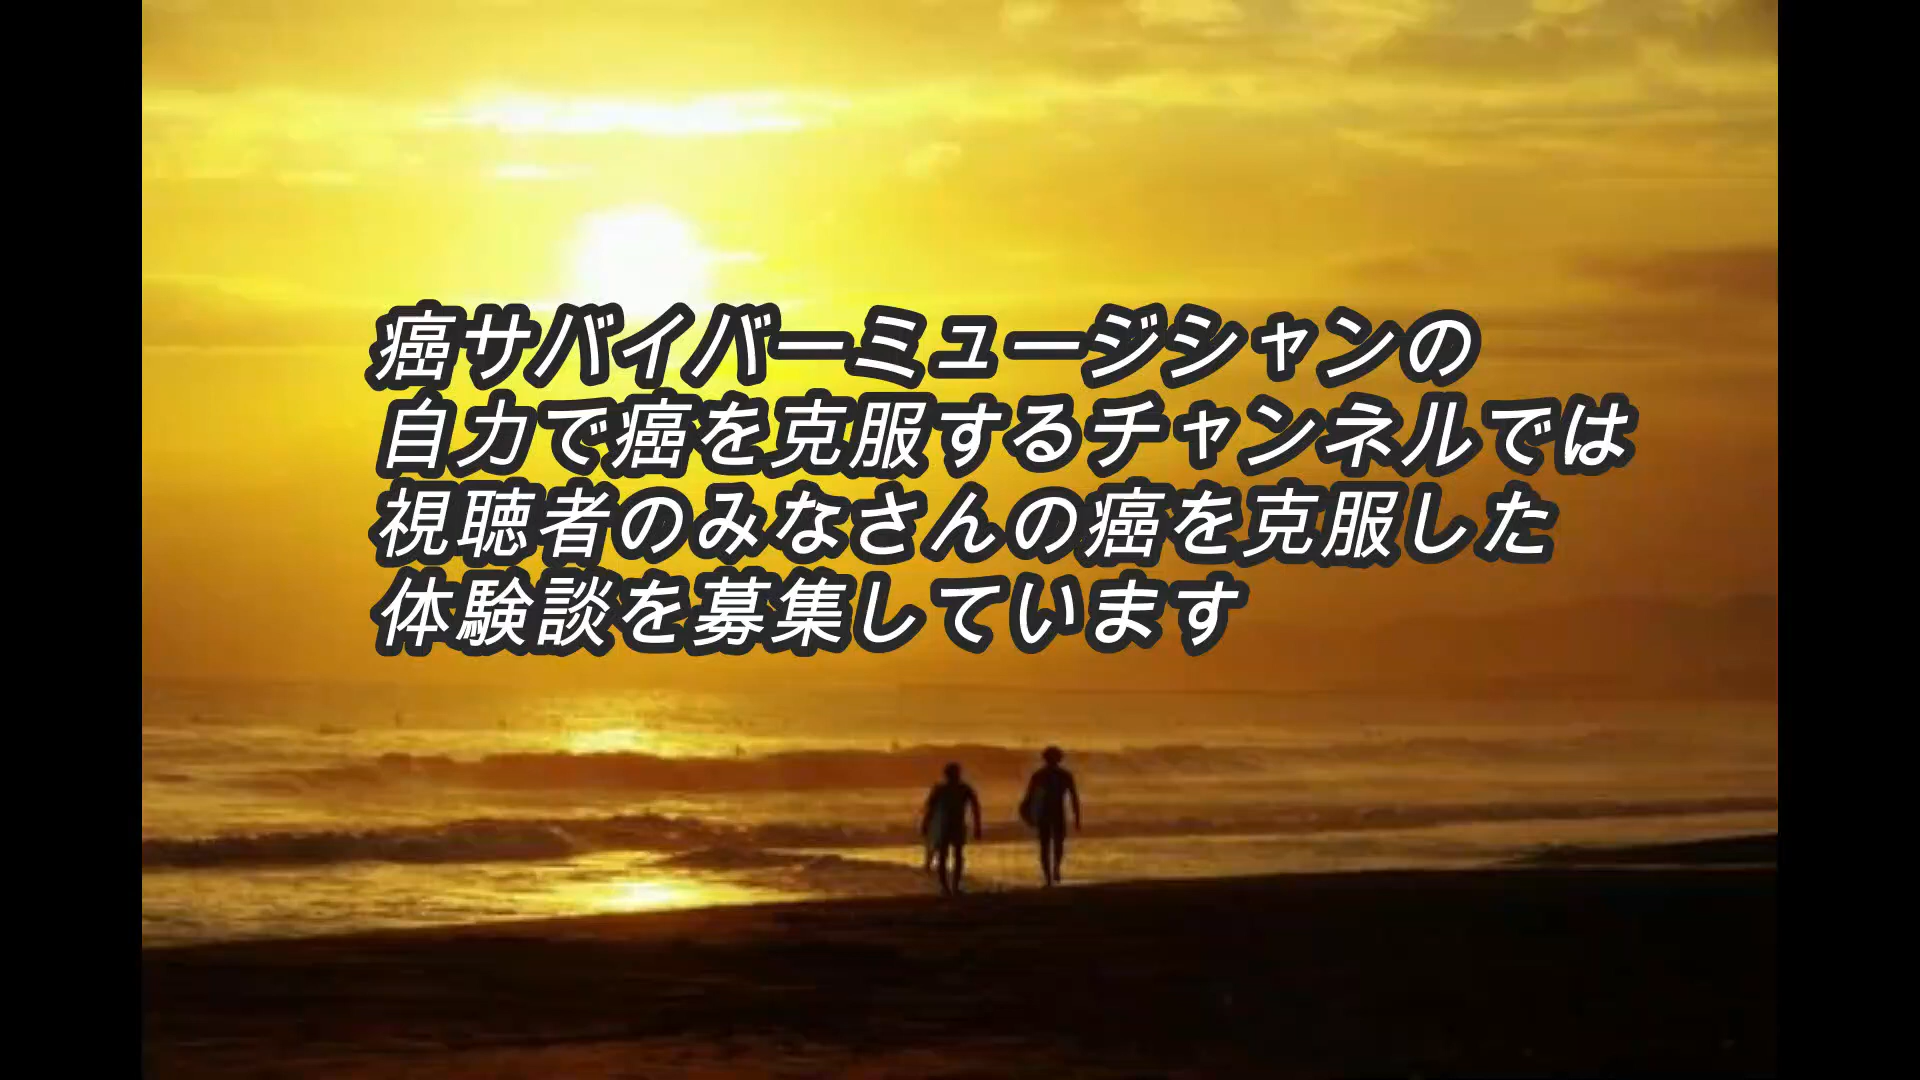 癌サバイバーミュージシャンの
自力で癌を克服するチャンネルでは
視聴者のみなさんの癌を克服した
体験談を募集しています